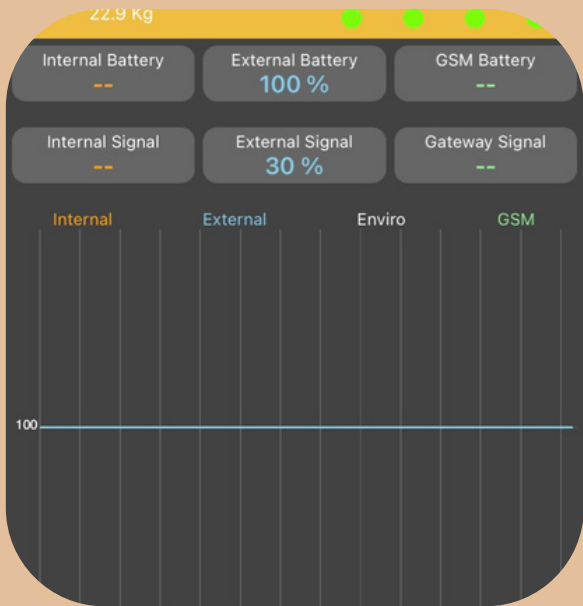 22.9 Kg
Internal Battery External Battery GSM Battery
-- 100 % --
Internal Signal External Signal Gateway Signal
-- 30 % --
Internal External Enviro GSM
100